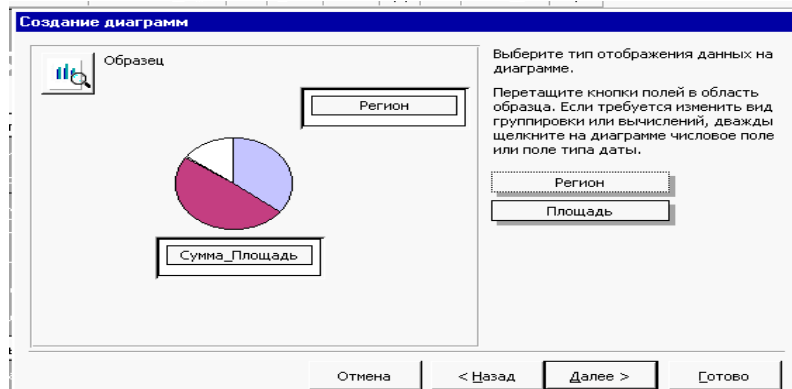 Создание диаграмм
Образец
Регион
Сумма_Площадь
Выберите тип отображения данных на
диаграмме.
Перетащите кнопки полей в область
образца. Если требуется изменить вид
группировки или вычислений, дважды
щелкните на диаграмме числовое поле
или поле типа даты.
Регион
Площадь
Отмена
< Назад
Далее >
Готово